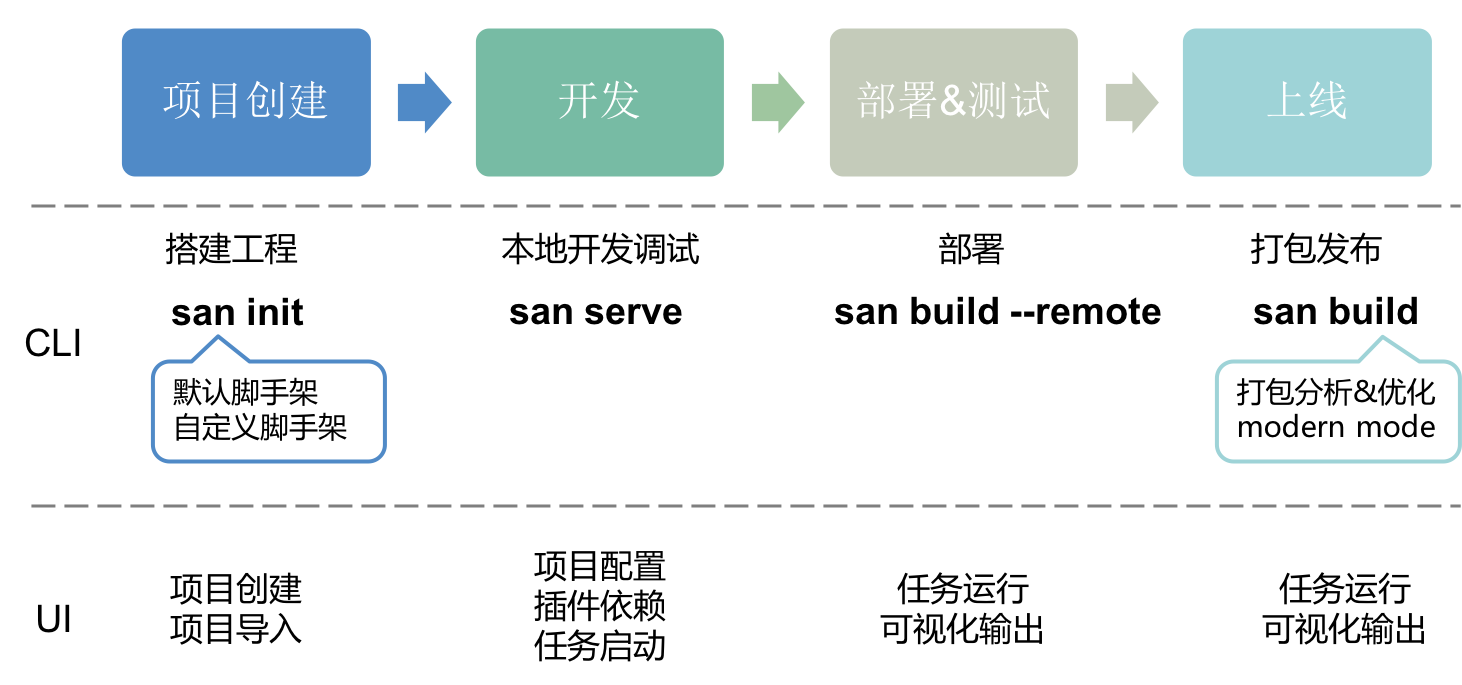 项目创建
开发
部署&测试
上线
搭建工程
本地开发调试
部署
打包发布
CLI
san init
san serve
san build --remote
san build
默认脚手架
自定义脚手架
打包分析&优化
modern mode
UI
项目创建
项目导入
项目配置
插件依赖
任务启动
任务运行
可视化输出
任务运行
可视化输出